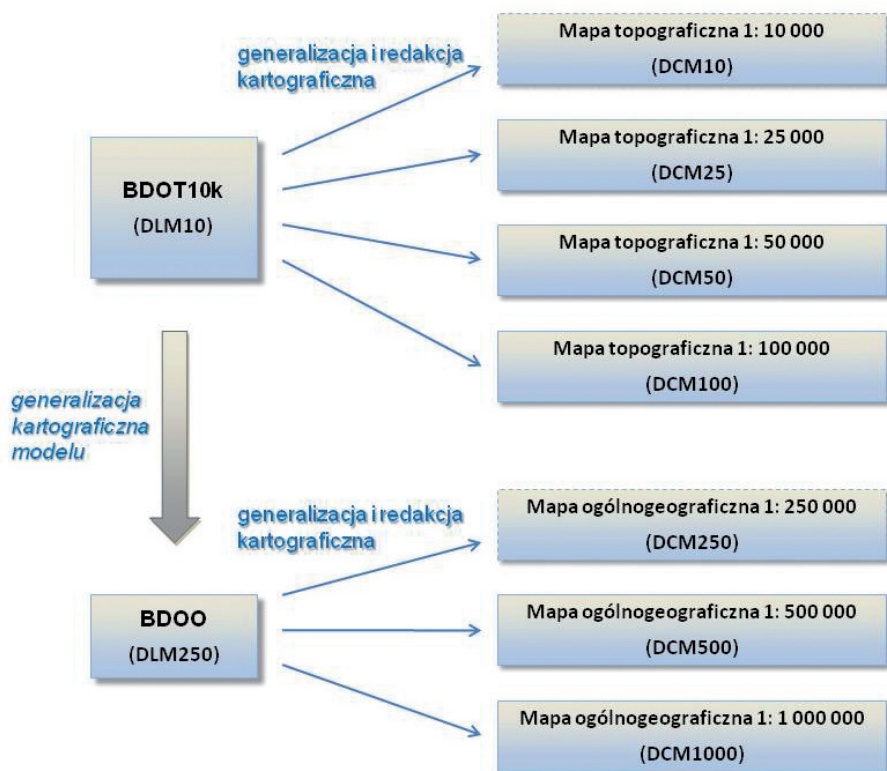 generalizacja i redakcja
kartograficzna
Mapa topograficzna 1: 10 000
(DCM10)
Mapa topograficzna 1: 25 000
(DCM25)
BDOT10k
(DLM10)
Mapa topograficzna 1: 50 000
(DCM50)
Mapa topograficzna 1: 100 000
(DCM100)
generalizacja
kartograficzna
modelu
generalizacja i redakcja
kartograficzna
Mapa ogólnogeograficzna 1: 250 000
(DCM250)
BDOO
(DLM250)
Mapa ogólnogeograficzna 1: 500 000
(DCM500)
Mapa ogólnogeograficzna 1: 1 000 000
(DCM1000)